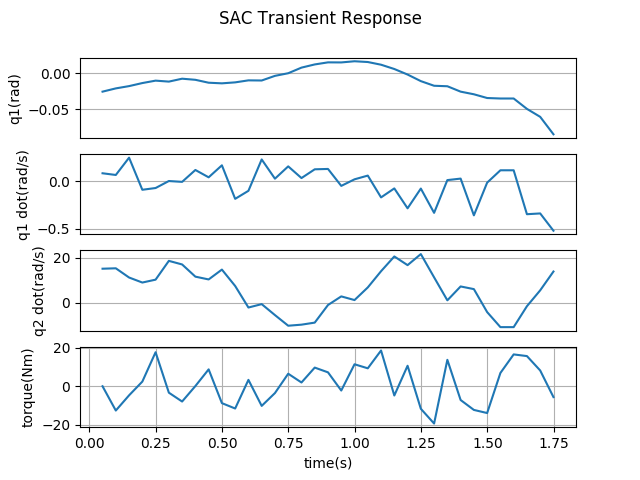 SAC Transient Response
0.00
−0.05
q1(rad)
0.0
−0.5
q1 dot(rad/s)
20
0
q2 dot(rad/s)
20
0
−20
torque(Nm)
0.00 0.25 0.50 0.75 1.00 1.25 1.50 1.75
time(s)